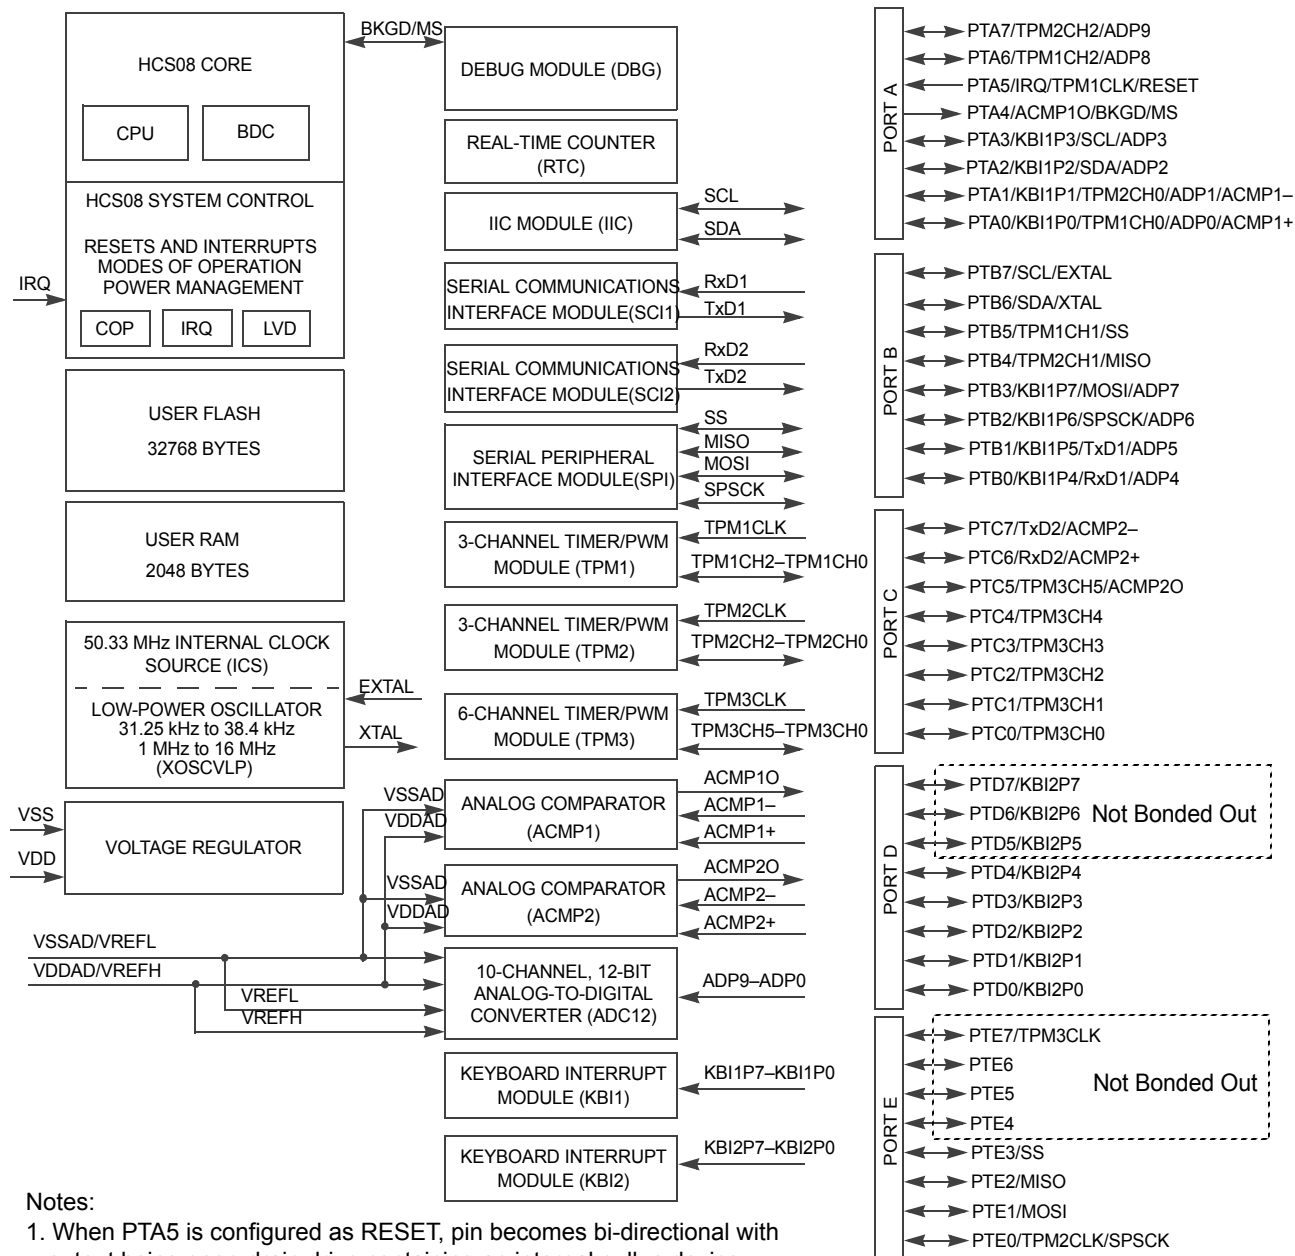 HCS08 CORE
CPU
BDC
HCS08 SYSTEM CONTROL
RESETS AND INTERRUPTS
MODES OF OPERATION
POWER MANAGEMENT
COP
IRQ
LVD
IRQ
USER FLASH
32768 BYTES
USER RAM
2048 BYTES
50.33 MHz INTERNAL CLOCK
SOURCE (ICS)
LOW-POWER OSCILLATOR
31.25 kHz to 38.4 kHz
1 MHz to 16 MHz
(XOSCVLP)
EXTAL
XTAL
VSS
VDD
VOLTAGE REGULATOR
VSSAD/VREFL
VDDAD/VREFH
VREFL
VREFH
BKGD/MS
DEBUG MODULE (DBG)
REAL-TIME COUNTER
(RTC)
IIC MODULE (IIC)
SCL
SDA
SERIAL COMMUNICATIONS
INTERFACE MODULE(SCI1)
RxD1
TxD1
SERIAL COMMUNICATIONS
INTERFACE MODULE(SCI2)
RxD2
TxD2
SERIAL PERIPHERAL
INTERFACE MODULE(SPI)
SS
MISO
MOSI
SPSCK
3-CHANNEL TIMER/PWM
MODULE (TPM1)
TPM1CLK
TPM1CH2–TPM1CH0
3-CHANNEL TIMER/PWM
MODULE (TPM2)
TPM2CLK
TPM2CH2–TPM2CH0
6-CHANNEL TIMER/PWM
MODULE (TPM3)
TPM3CLK
TPM3CH5–TPM3CH0
VSSAD
VDDAD
ANALOG COMPARATOR
(ACMP1)
ACMP1O
ACMP1–
ACMP1+
VSSAD
VDDAD
ANALOG COMPARATOR
(ACMP2)
ACMP2O
ACMP2–
ACMP2+
10-CHANNEL, 12-BIT
ANALOG-TO-DIGITAL
CONVERTER (ADC12)
ADP9–ADP0
KEYBOARD INTERRUPT
MODULE (KBI1)
KBI1P7–KBI1P0
KEYBOARD INTERRUPT
MODULE (KBI2)
KBI2P7–KBI2P0
PORT A
PTA7/TPM2CH2/ADP9
PTA6/TPM1CH2/ADP8
PTA5/IRQ/TPM1CLK/RESET
PTA4/ACMP1O/BKGD/MS
PTA3/KBI1P3/SCL/ADP3
PTA2/KBI1P2/SDA/ADP2
PTA1/KBI1P1/TPM2CH0/ADP1/ACMP1–
PTA0/KBI1P0/TPM1CH0/ADP0/ACMP1+
PORT B
PTB7/SCL/EXTAL
PTB6/SDA/XTAL
PTB5/TPM1CH1/SS
PTB4/TPM2CH1/MISO
PTB3/KBI1P7/MOSI/ADP7
PTB2/KBI1P6/SPSCK/ADP6
PTB1/KBI1P5/TxD1/ADP5
PTB0/KBI1P4/RxD1/ADP4
PORT C
PTC7/TxD2/ACMP2–
PTC6/RxD2/ACMP2+
PTC5/TPM3CH5/ACMP2O
PTC4/TPM3CH4
PTC3/TPM3CH3
PTC2/TPM3CH2
PTC1/TPM3CH1
PTC0/TPM3CH0
PORT D
PTD7/KBI2P7
PTD6/KBI2P6 Not Bonded Out
PTD5/KBI2P5
PTD4/KBI2P4
PTD3/KBI2P3
PTD2/KBI2P2
PTD1/KBI2P1
PTD0/KBI2P0
PORT E
PTE7/TPM3CLK
PTE6
Not Bonded Out
PTE5
PTE4
PTE3/SS
PTE2/MISO
PTE1/MOSI
PTE0/TPM2CLK/SPSCK
Notes:
1. When PTA5 is configured as RESET, pin becomes bi-directional with